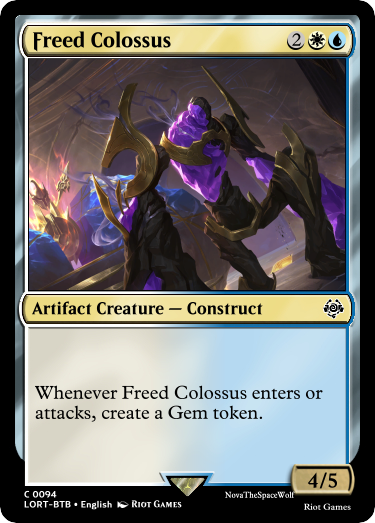 Freed Colossus 2
Artifact Creature — Construct
Whenever Freed Colossus enters or
attacks, create a Gem token.
4/5
C 0094
LORT-BTB • English Riot Games
NovaTheSpaceWolf
Riot Games